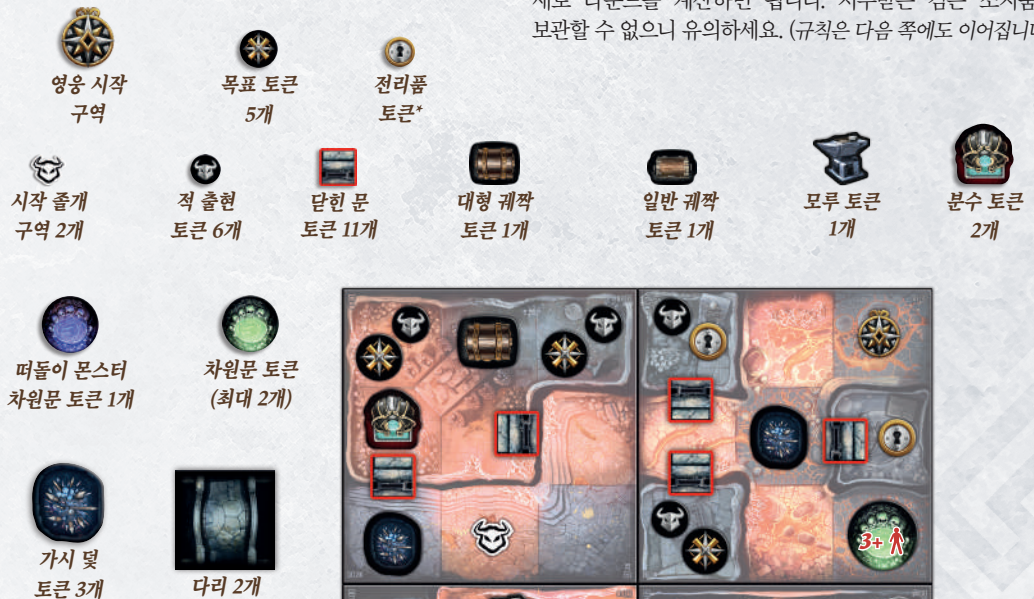 보관할 수 없으니 유의하세요. (규칙은 다음 쪽에도 이어집니다
영웅 시작
구역
목표 토큰
5개
전리품
토큰*
시작 졸개
구역 2개
적 출현
토큰 6개
닫힌 문
토큰 11개
대형 궤짝
토큰 1개
일반 궤짝
토큰 1개
모루 토큰
1개
분수 토큰
2개
떠돌이 몬스터
차원문 토큰 1개
차원문 토큰
(최대 2개)
가시 덫
토큰 3개
다리 2개
3+